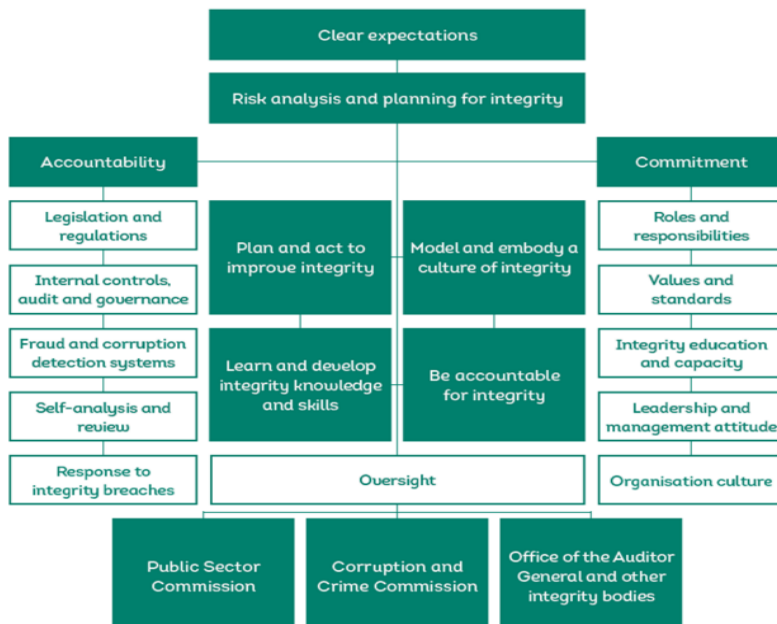 Clear expectations
Risk analysis and planning for integrity
Accountability
Commitment
Legislation and
regulations
Internal controls,
audit and governance
Fraud and corruption
detection systems
Self-analysis and
review
Response to
integrity breaches
Plan and act to
improve integrity
Model and embody a
culture of integrity
Learn and develop
integrity knowledge
and skills
Be accountable
for integrity
Roles and
responsibilities
Values and
standards
Integrity education
and capacity
Leadership and
management attitude
Organisation culture
Oversight
Public Sector
Commission
Corruption and
Crime Commission
Office of the Auditor
General and other
integrity bodies